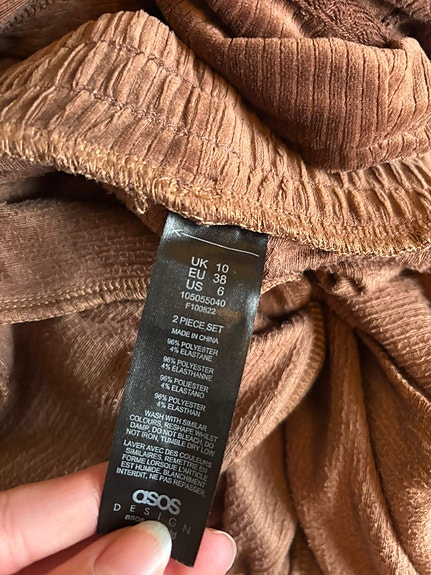 UK 10
EU 38
US 6
105055040
F100822
2 PIECE SET
MADE IN CHINA
96% POLYESTER
4% ELASTANE
96% POLYESTER
4% ELASTHANNE
96% POLIESTER
4% ELASTANO
96% POLYESTER
4% ELASTHAN
WASH WITH SIMILAR
COLOURS, RESHAPE WHILST
DAMP, DO NOT BLEACH, DO
NOT IRON, TUMBLE DRY LOW
LAVER AVEC DES COULEURS
SIMILAIRES, REMETTRE EN
FORME LORSQUE L'ARTICLE
EST HUMIDE, BLANCHIMENT
INTERDIT, NE PAS REPASSER,
asos
DESIGN